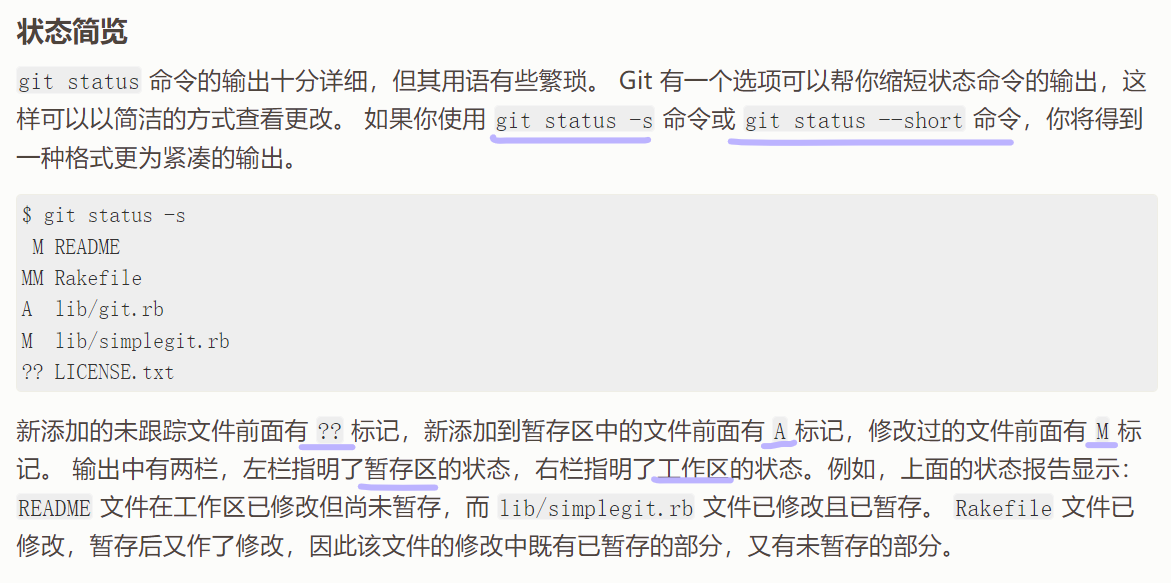 状态简览
git status 命令的输出十分详细，但其用语有些繁琐。 Git 有一个选项可以帮你缩短状态命令的输出，这
样可以以简洁的方式查看更改。 如果你使用 git status -s 命令或 git status --short 命令，你将得到
一种格式更为紧凑的输出。
$ git status -s
 M README
MM Rakefile
A  lib/git.rb
M  lib/simplegit.rb
?? LICENSE.txt
新添加的未跟踪文件前面有 ?? 标记，新添加到暂存区中的文件前面有 A 标记，修改过的文件前面有 M 标
记。 输出中有两栏，左栏指明了暂存区的状态，右栏指明了工作区的状态。例如，上面的状态报告显示：
README 文件在工作区已修改但尚未暂存，而 lib/simplegit.rb 文件已修改且已暂存。 Rakefile 文件已
修改，暂存后又作了修改，因此该文件的修改中既有已暂存的部分，又有未暂存的部分。